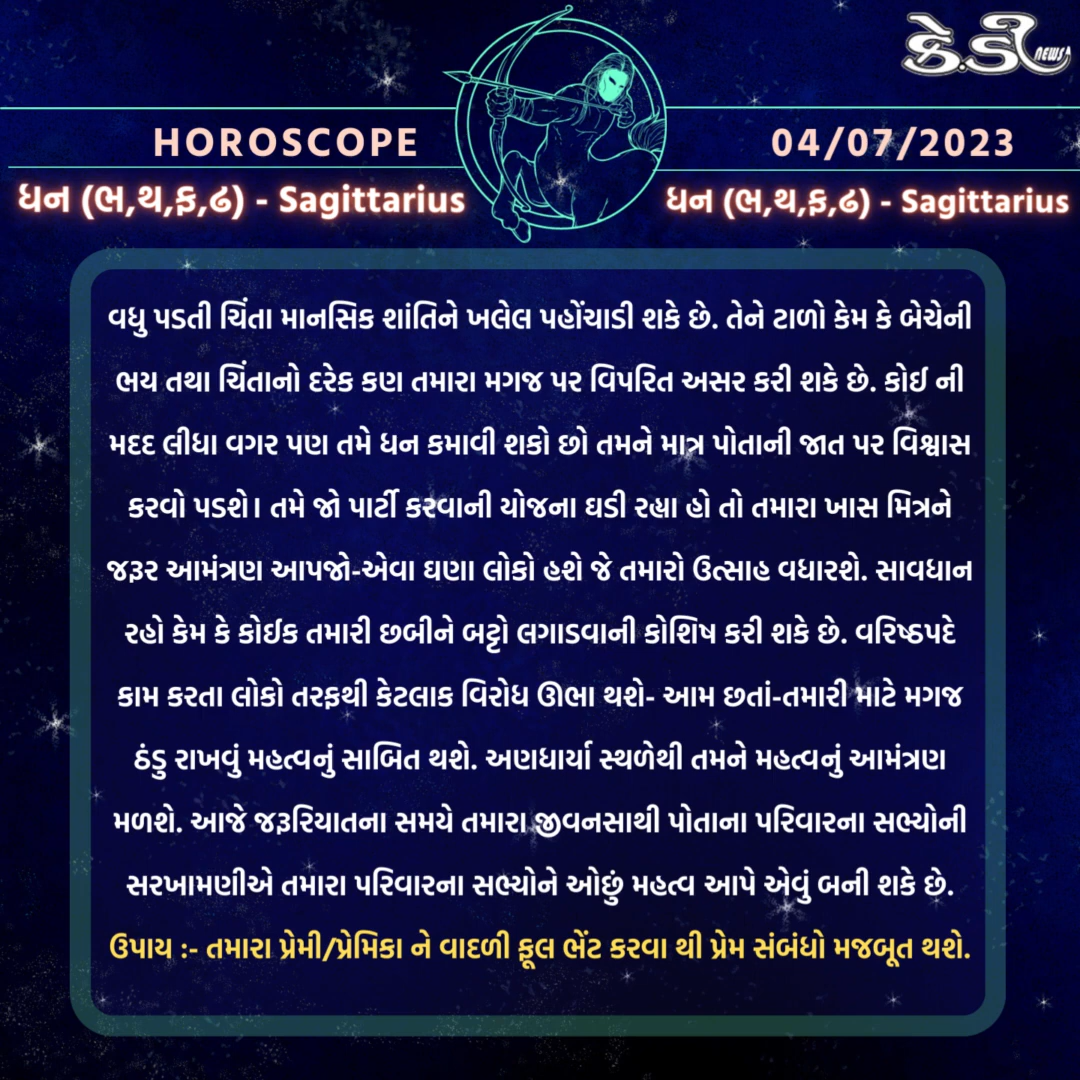 કે.ડી NEWS
HOROSCOPE
04/07/2023
ધન (ભ,થ,ફ,ઢ) - Sagittarius
ધન (ભ,થ,ફ,ઢ) - Sagittarius
વધુ પડતી ચિંતા માનસિક શાંતિને ખલેલ પહોંચાડી શકે છે. તેને ટાળો કેમ કે બેચેની
ભય તથા ચિંતાનો દરેક કણ તમારા મગજ પર વિપરિત અસર કરી શકે છે. કોઈ ની
મદદ લીધા વગર પણ તમે ધન કમાવી શકો છો તમને માત્ર પોતાની જાત પર વિશ્વાસ
કરવો પડશે। તમે જો પાર્ટી કરવાની યોજના ઘડી રહ્યા હો તો તમારા ખાસ મિત્રને
જરૂર આમંત્રણ આપજો-એવા ઘણા લોકો હશે જે તમારો ઉત્સાહ વધારશે. સાવધાન
રહો કેમ કે કોઈક તમારી છબીને બટ્ટો લગાડવાની કોશિષ કરી શકે છે. વરિષ્ઠપદે
કામ કરતા લોકો તરફથી કેટલાક વિરોધ ઊભા થશે- આમ છતાં-તમારી માટે મગજ
ઠંડુ રાખવું મહત્વનું સાબિત થશે. અણધાર્યા સ્થળેથી તમને મહત્વનું આમંત્રણ
મળશે. આજે જરૂરિયાતના સમયે તમારા જીવનસાથી પોતાના પરિવારના સભ્યોની
સરખામણીએ તમારા પરિવારના સભ્યોને ઓછું મહત્વ આપે એવું બની શકે છે.
ઉપાય :- તમારા પ્રેમી/પ્રેમિકા ને વાદળી ફૂલ ભેંટ કરવા થી પ્રેમ સંબંધો મજબૂત થશે.